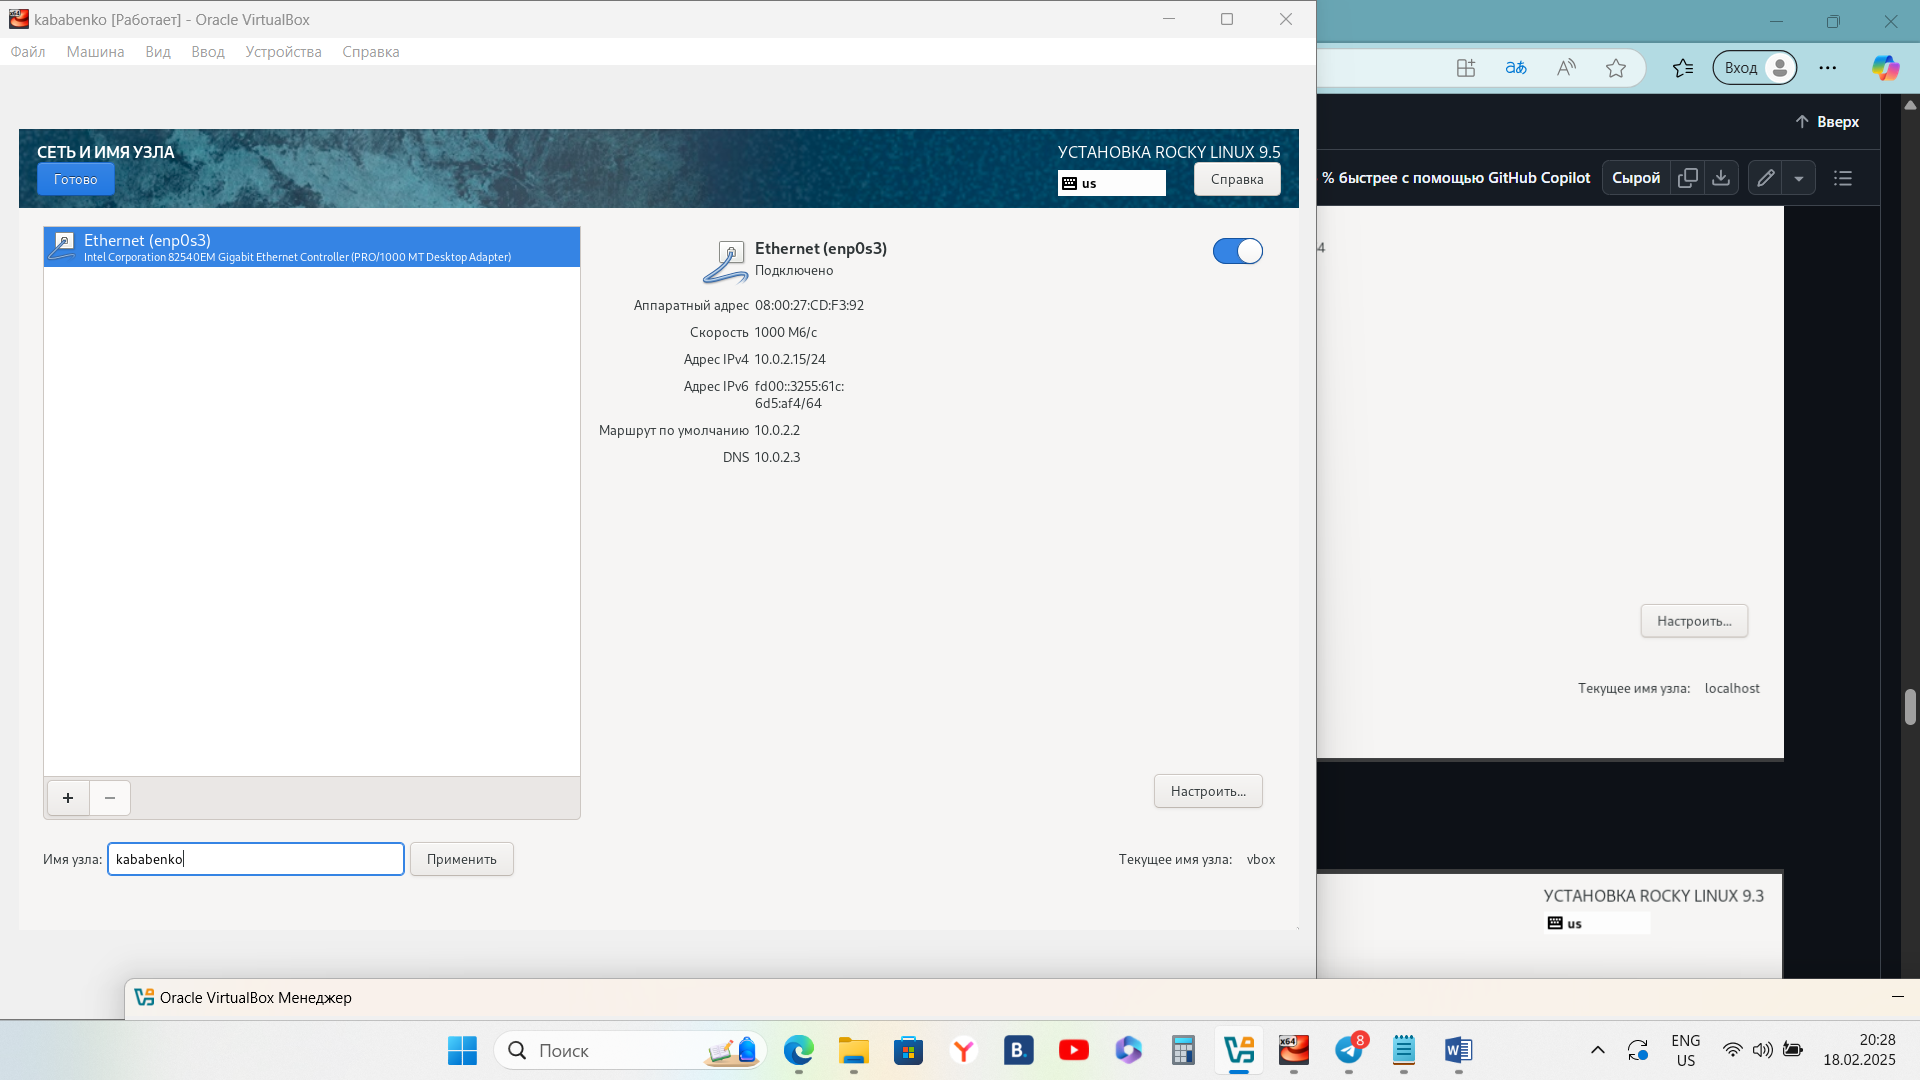 kababenko [Работает] - Oracle VirtualBox
Файл Машина Вид Ввод Устройства Справка
СЕТЬ И ИМЯ УЗЛА
Готово
УСТАНОВКА ROCKY LINUX 9.5
us
Справка
Ethernet (enp0s3)
Intel Corporation 82540EM Gigabit Ethernet Controller (PRO/1000 MT Desktop Adapter)
Ethernet (enp0s3)
Подключено
Аппаратный адрес 08:00:27:CD:F3:92
Скорость 1000 Мб/с
Адрес IPv4 10.0.2.15/24
Адрес IPv6 fd00::3255:61c:
6d5:af4/64
Маршрут по умолчанию 10.0.2.2
DNS 10.0.2.3
+ −
Настроить...
Имя узла: kababenko
Применить
Текущее имя узла: vbox
Вход
Вверх
% быстрее с помощью GitHub Copilot
Сырой
4
Настроить...
Текущее имя узла: localhost
УСТАНОВКА ROCKY LINUX 9.3
us
Oracle VirtualBox Менеджер
Поиск
8
ENG
US
20:28
18.02.2025